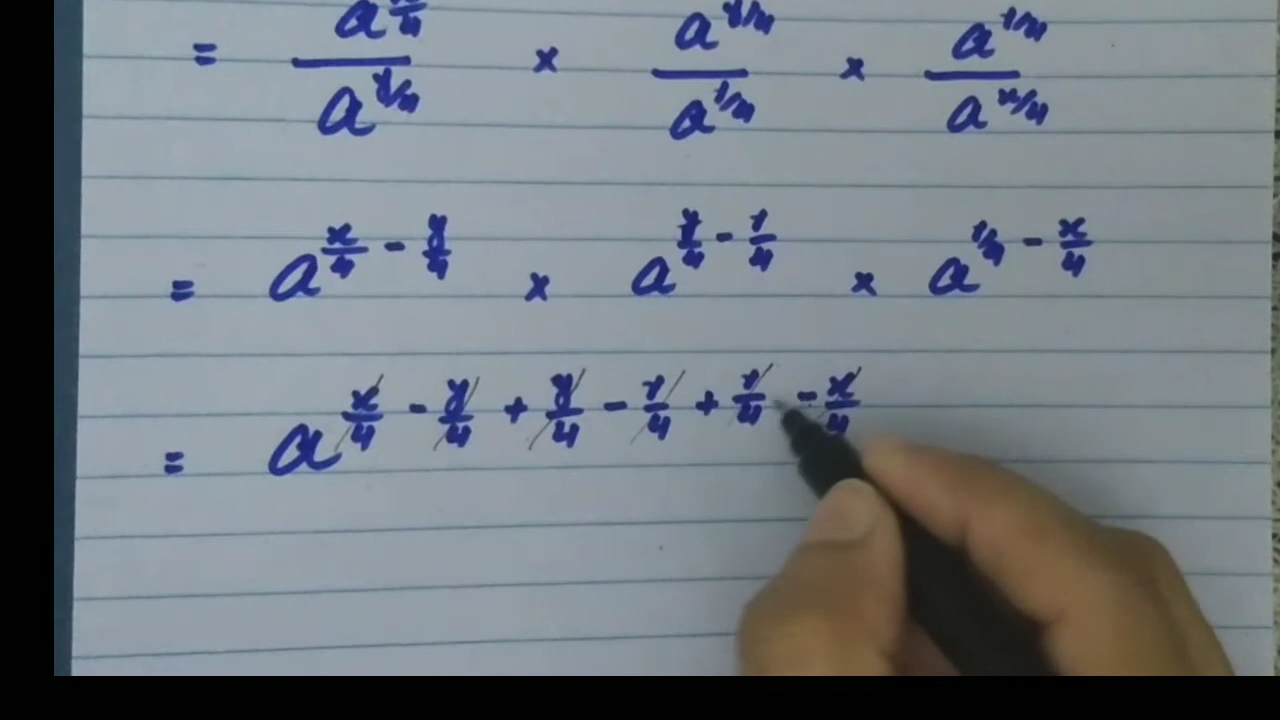 = a^(x/4) / a^(y/4) × a^(y/4) / a^(1/4) × a^(1/4) / a^(x/4)
= a^(x/4 - y/4) × a^(y/4 - 1/4) × a^(1/4 - x/4)
= a^(x/4 - y/4 + y/4 - 1/4 + 1/4 - x/4)